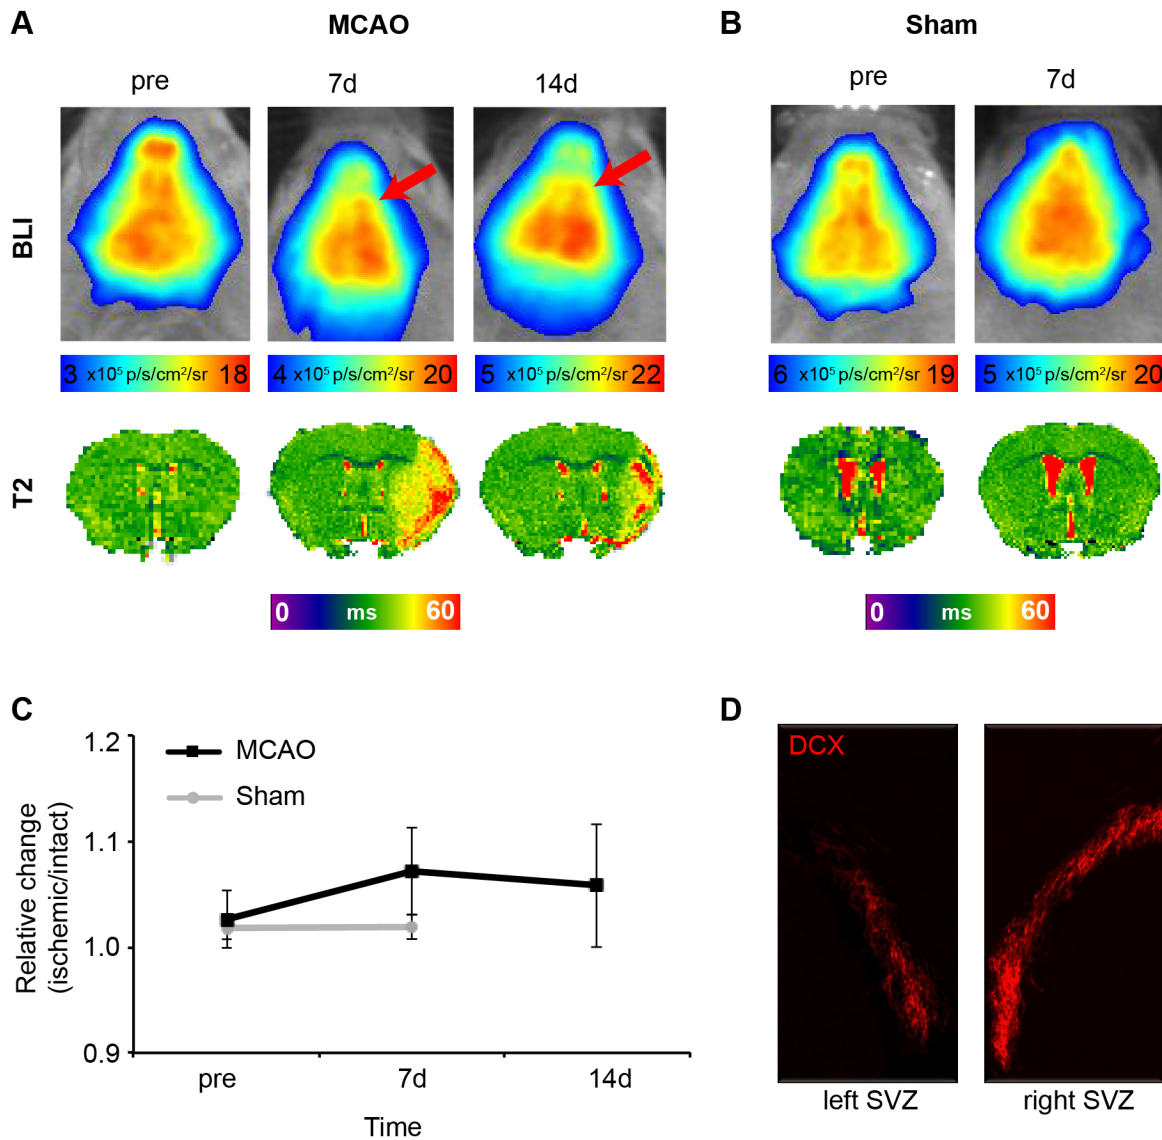 A
MCAO
B
Sham
pre
7d
14d
pre
7d
BLI
3 x10⁵ p/s/cm²/sr 18
4 x10⁵ p/s/cm²/sr 20
5 x10⁵ p/s/cm²/sr 22
6 x10⁵ p/s/cm²/sr 19
5 x10⁵ p/s/cm²/sr 20
T2
0 ms 60
0 ms 60
C
1.2
1.1
1.0
0.9
Relative change
(ischemic/intact)
MCAO
Sham
pre
7d
14d
Time
D
DCX
left SVZ
right SVZ